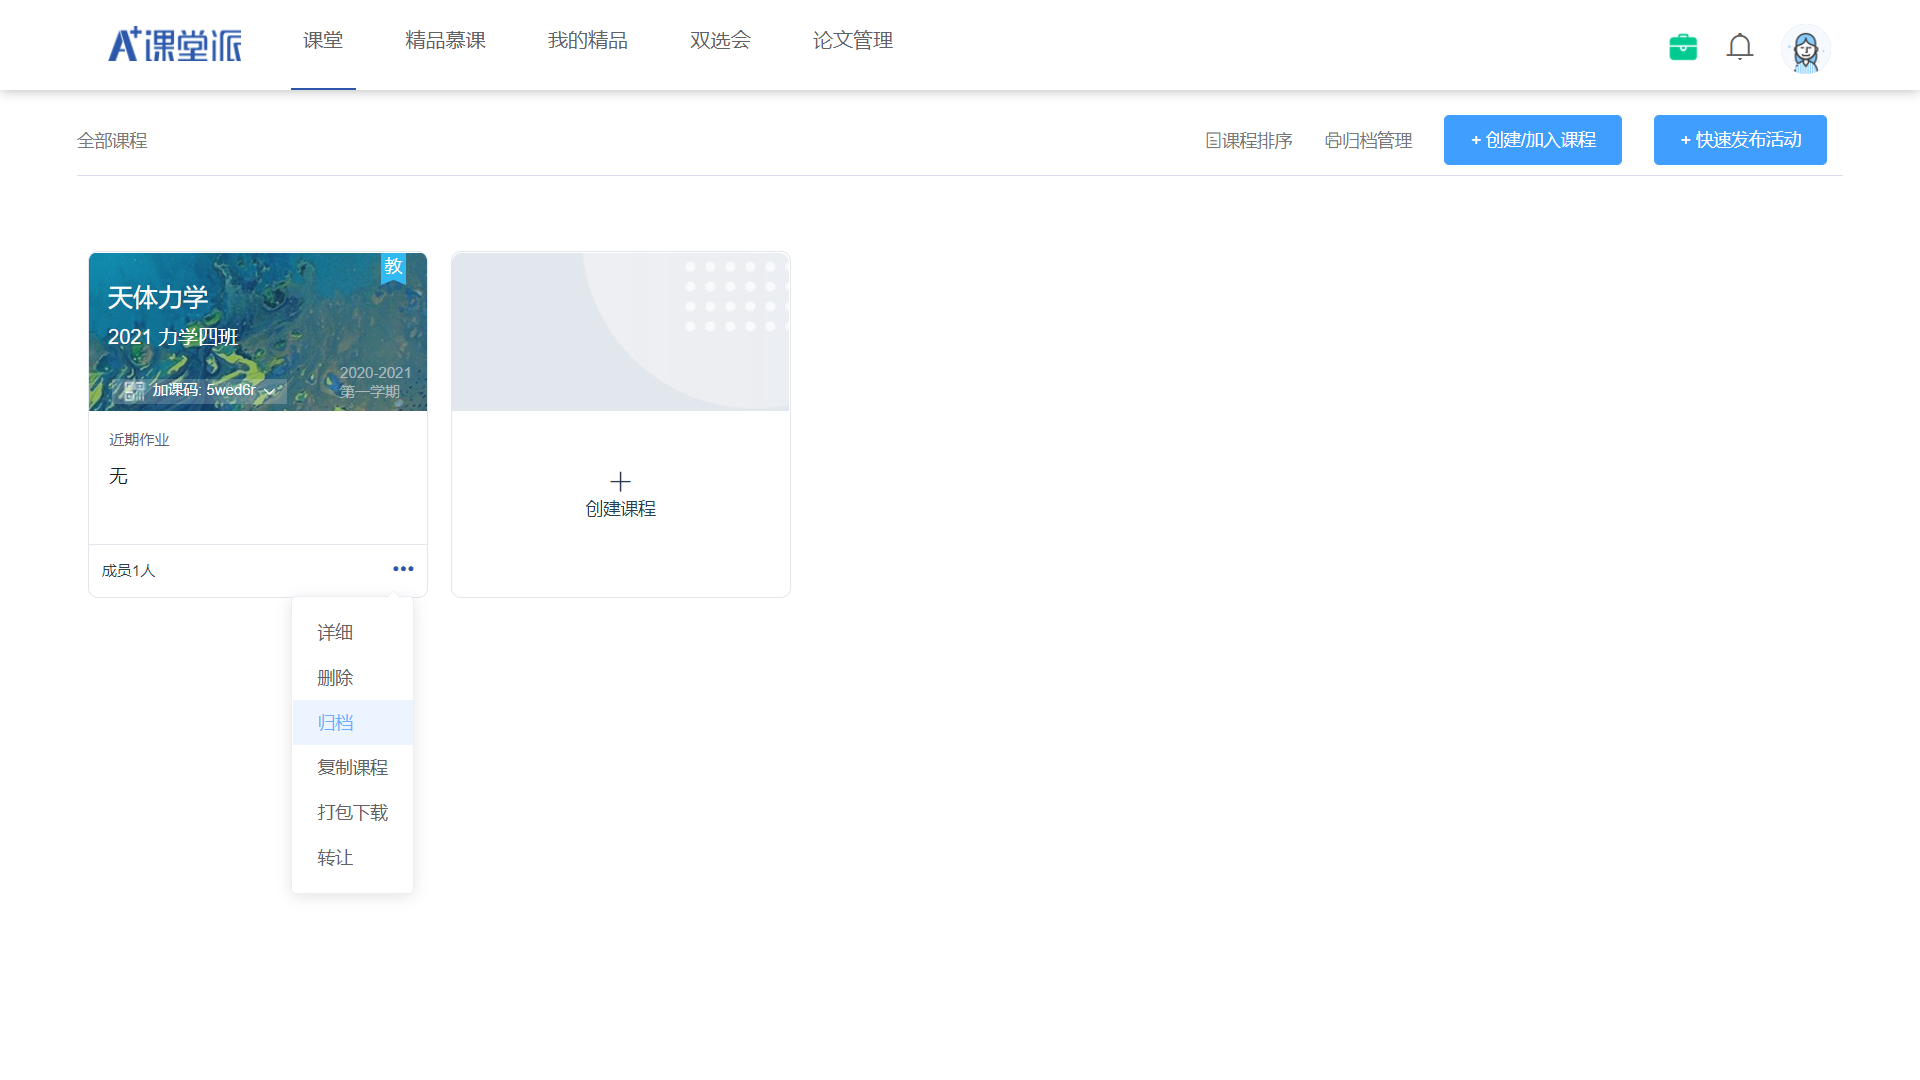 A+课堂派
课堂
精品慕课
我的精品
双选会
论文管理
全部课程
课程排序
归档管理
+ 创建/加入课程
+ 快速发布活动
教
天体力学
2021 力学四班
加课码: 5wed6r
2020-2021
第一学期
近期作业
无
成员1人
创建课程
详细
删除
归档
复制课程
打包下载
转让